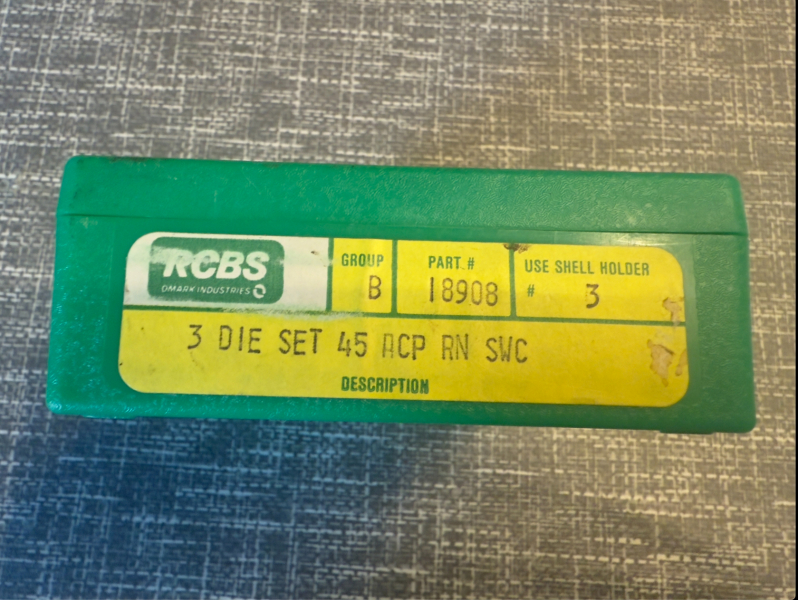 RCBS
OMARK INDUSTRIES
GROUP
B
PART.#
18908
USE SHELL HOLDER
# 3
3 DIE SET 45 ACP RN SWC
DESCRIPTION